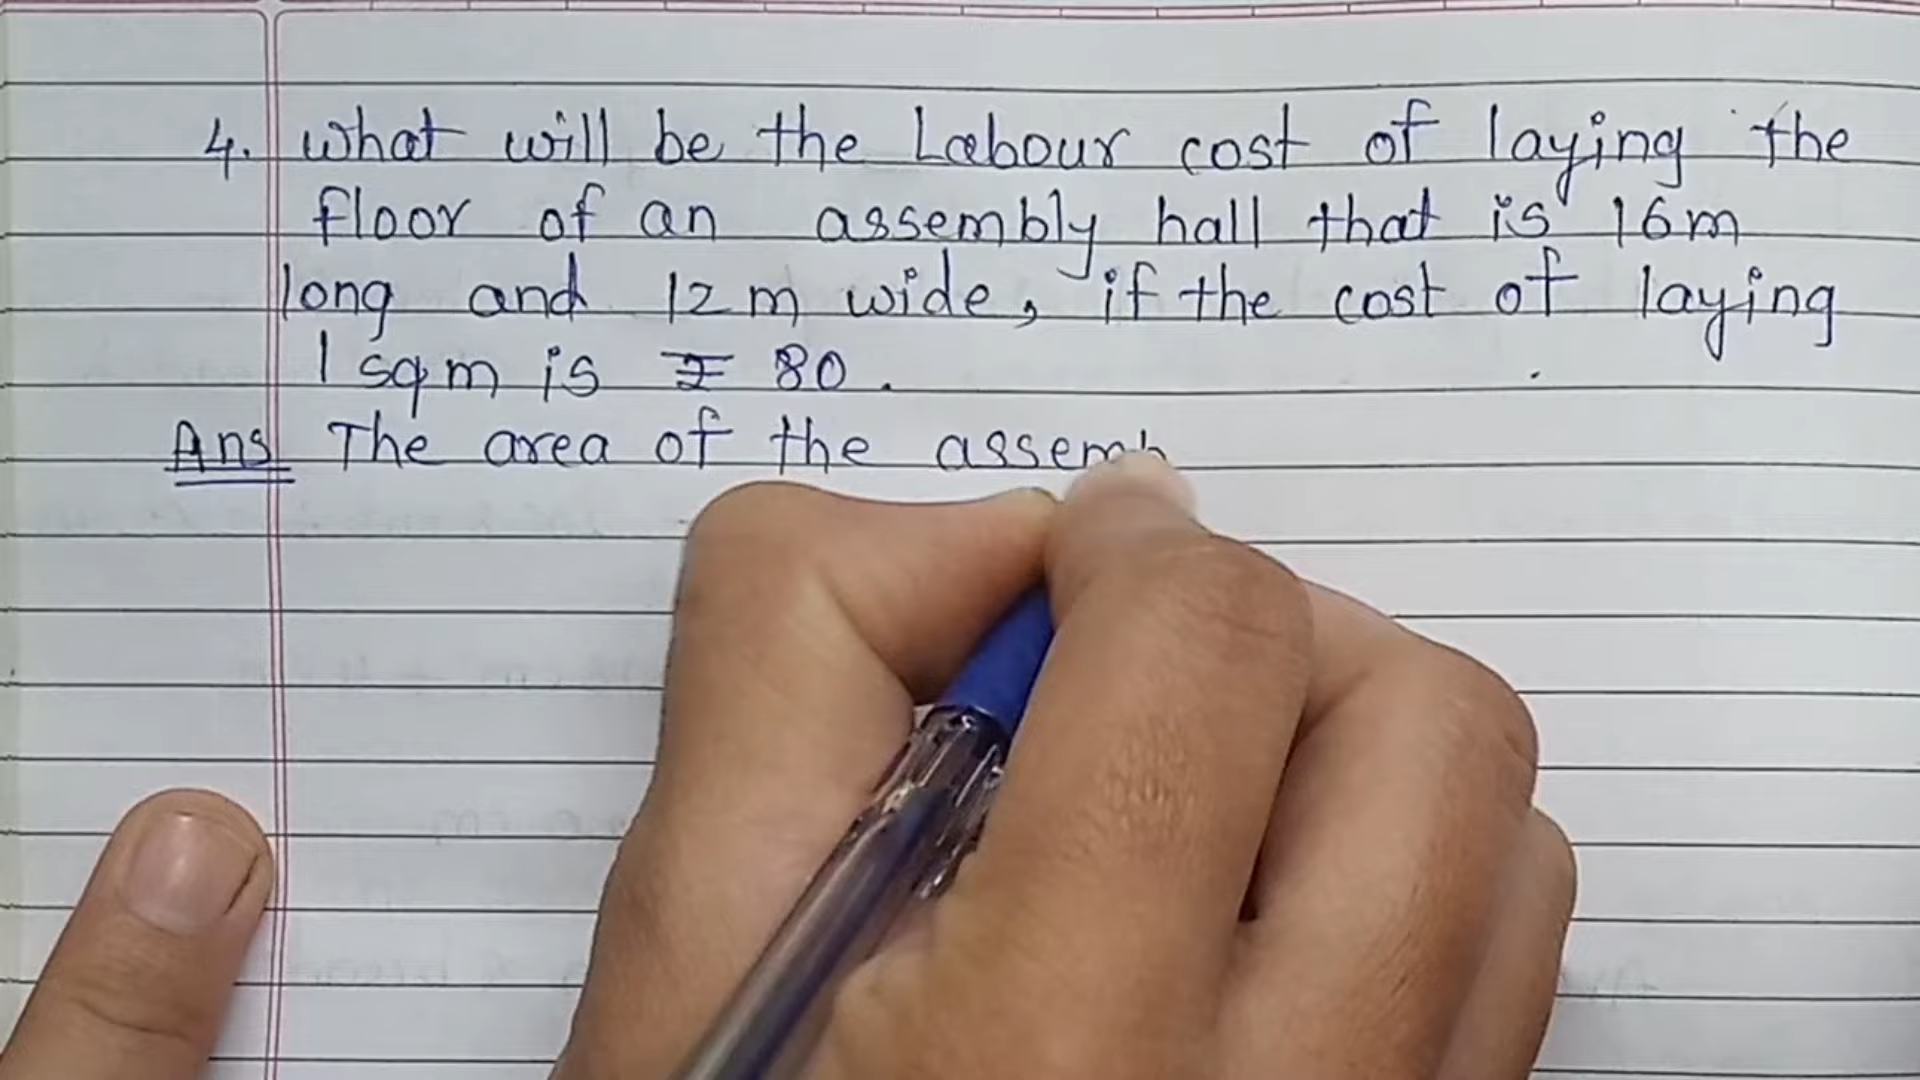 4. What will be the Labour cost of laying the
floor of an assembly hall that is 16m
long and 12m wide, if the cost of laying
1 sqm is ₹ 80.
Ans The area of the assemb